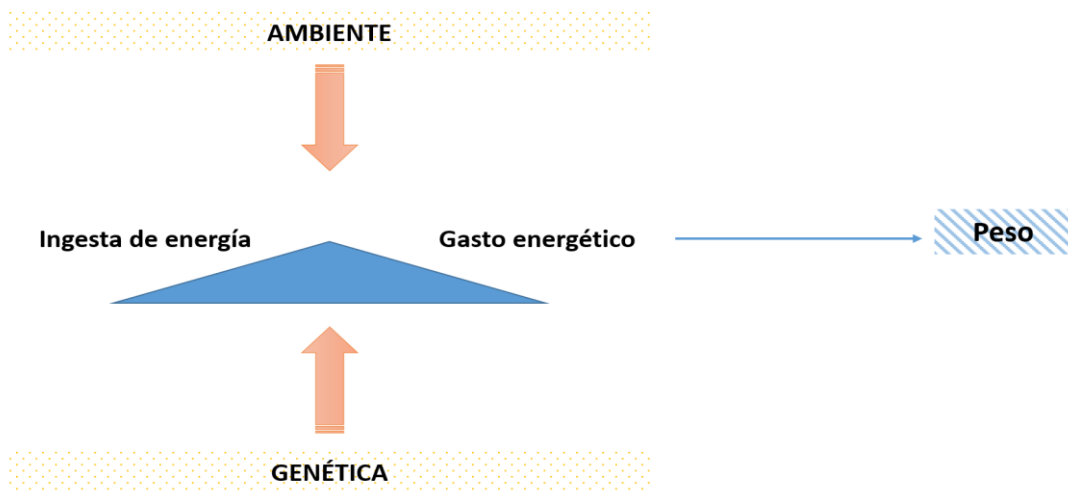 AMBIENTE
Ingesta de energía
Gasto energético
Peso
GENÉTICA